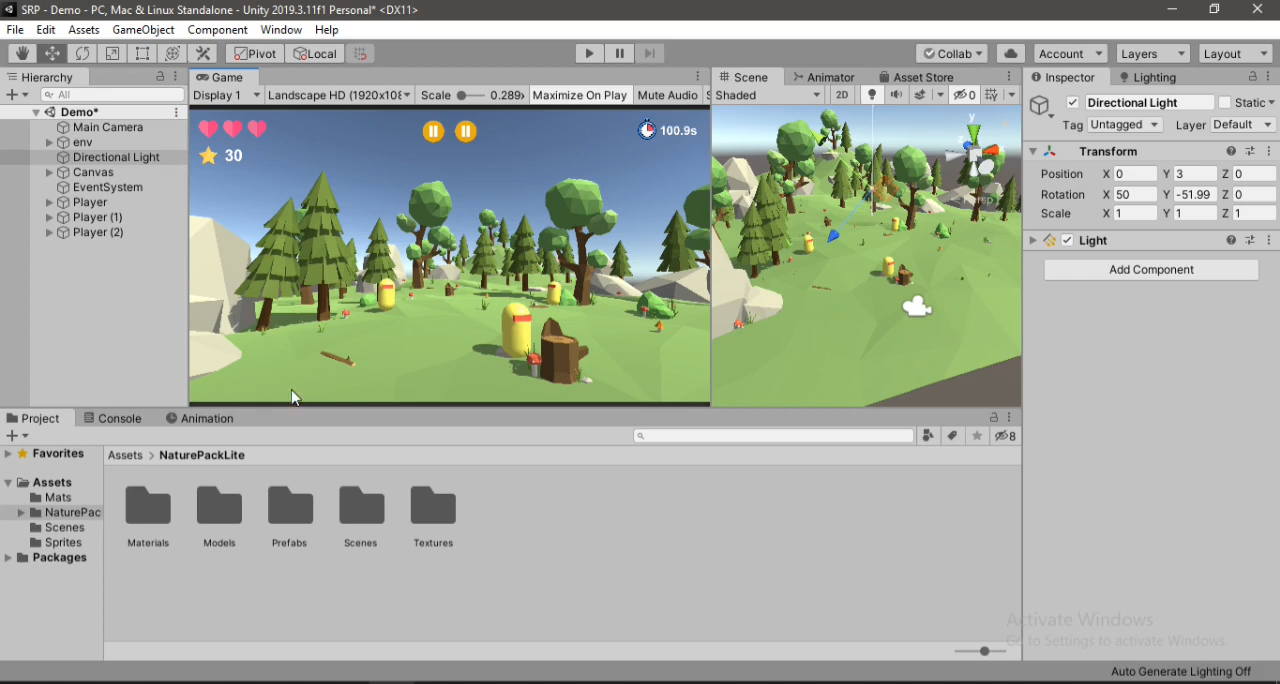 SRP - Demo - PC, Mac & Linux Standalone - Unity 2019.3.11f1 Personal* <DX11>
File Edit Assets GameObject Component Window Help
Pivot Local Collab Account Layers Layout
Hierarchy Game Scene Animator Asset Store Inspector Lighting
All
Display 1 Landscape HD (1920x108 Scale 0.289x Maximize On Play Mute Audio Shaded 2D 0
Directional Light Static
Demo*
Main Camera
env
Directional Light
Canvas
EventSystem
Player
Player (1)
Player (2)
100.9s
30
y
Persp
Tag Untagged Layer Default
Transform
Position X 0 Y 3 Z 0
Rotation X 50 Y -51.99 Z 0
Scale X 1 Y 1 Z 1
Light
Add Component
Project Console Animation
8
Favorites
Assets
Mats
NaturePac
Scenes
Sprites
Packages
Assets > NaturePackLite
Materials Models Prefabs Scenes Textures
Activate Windows
Go to Settings to activate Windows.
Auto Generate Lighting Off